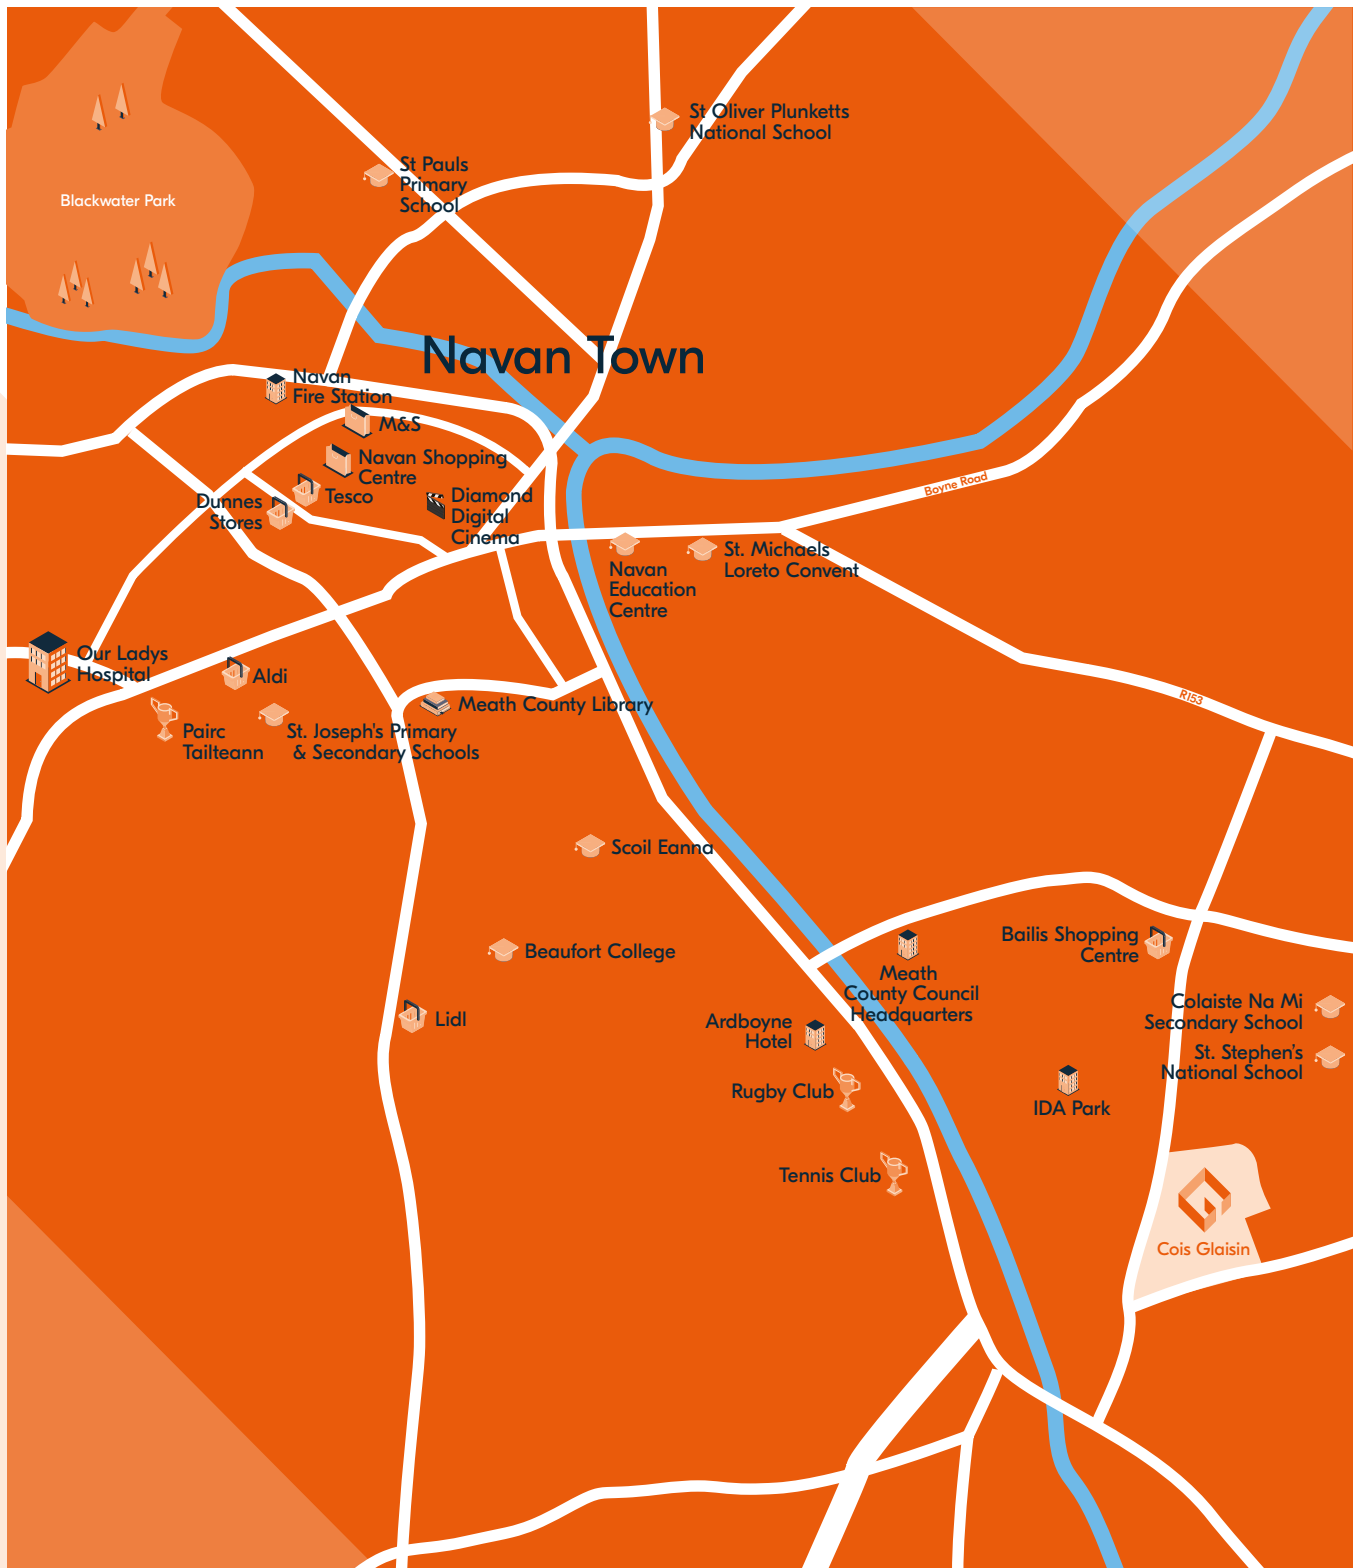 St Oliver Plunketts
National School
St Pauls
Primary
School
Blackwater Park
Navan Town
Navan
Fire Station
M&S
Navan Shopping
Centre
Tesco
Dunnes
Stores
Diamond
Digital
Cinema
Boyne Road
St. Michaels
Loreto Convent
Navan
Education
Centre
Our Ladys
Hospital
Aldi
Meath County Library
R153
Pairc
Tailteann
St. Joseph's Primary
& Secondary Schools
Scoil Eanna
Beaufort College
Bailis Shopping
Centre
Meath
County Council
Headquarters
Lidl
Ardboyne
Hotel
Colaiste Na Mi
Secondary School
St. Stephen's
National School
Rugby Club
IDA Park
Tennis Club
Cois Glaisin